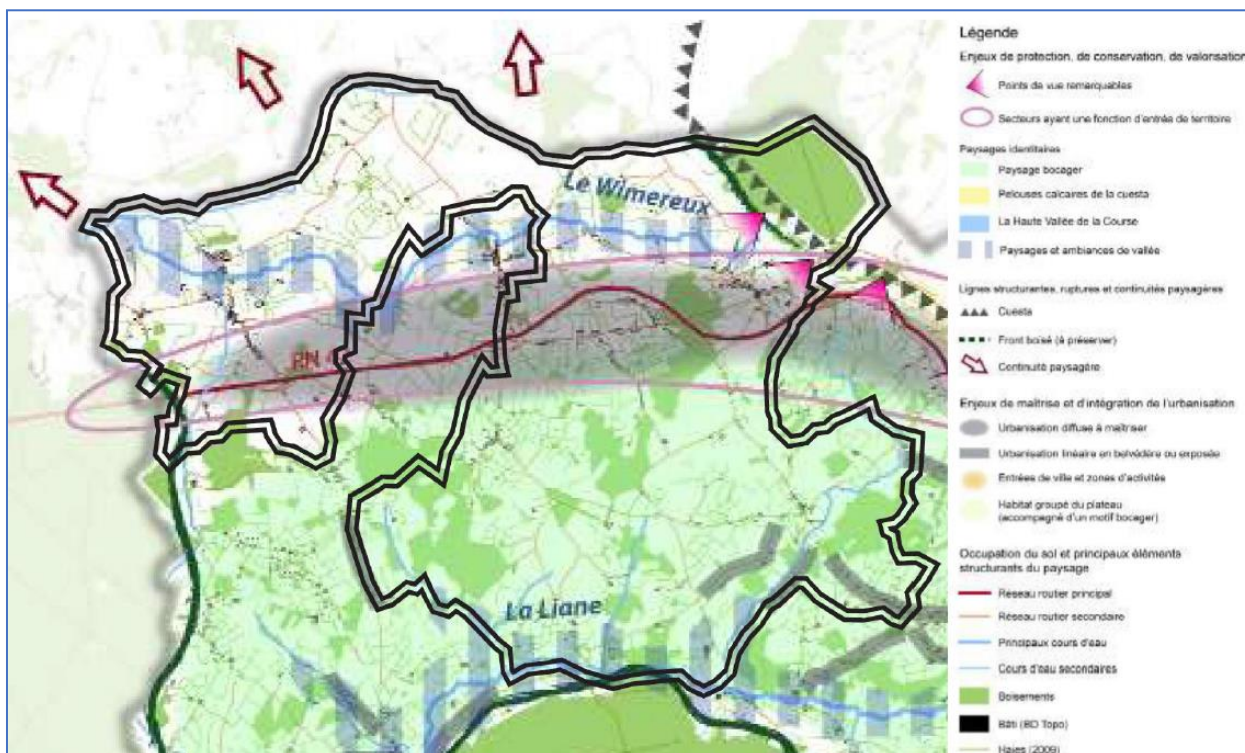 Le Wimereux
RN
La Liane
Légende
Enjeux de protection, de conservation, de valorisation
Points de vue remarquables
Secteurs ayant une fonction d'entrée de territoire
Paysages identitaires
Paysage bocager
Pelouses calcaires de la cuesta
La Haute Vallée de la Course
Paysages et ambiances de vallée
Lignes structurantes, ruptures et continuités paysagères
Cuesta
Front boisé (à préserver)
Continuité paysagère
Enjeux de maîtrise et d'intégration de l'urbanisation
Urbanisation diffuse à maîtriser
Urbanisation linéaire en belvédère ou exposée
Entrées de ville et zones d'activités
Habitat groupé du plateau
(accompagné d'un motif bocager)
Occupation du sol et principaux éléments
structurants du paysage
Réseau routier principal
Réseau routier secondaire
Principaux cours d'eau
Cours d'eau secondaires
Boisements
Bâti (BD Topo)
Haies (2009)